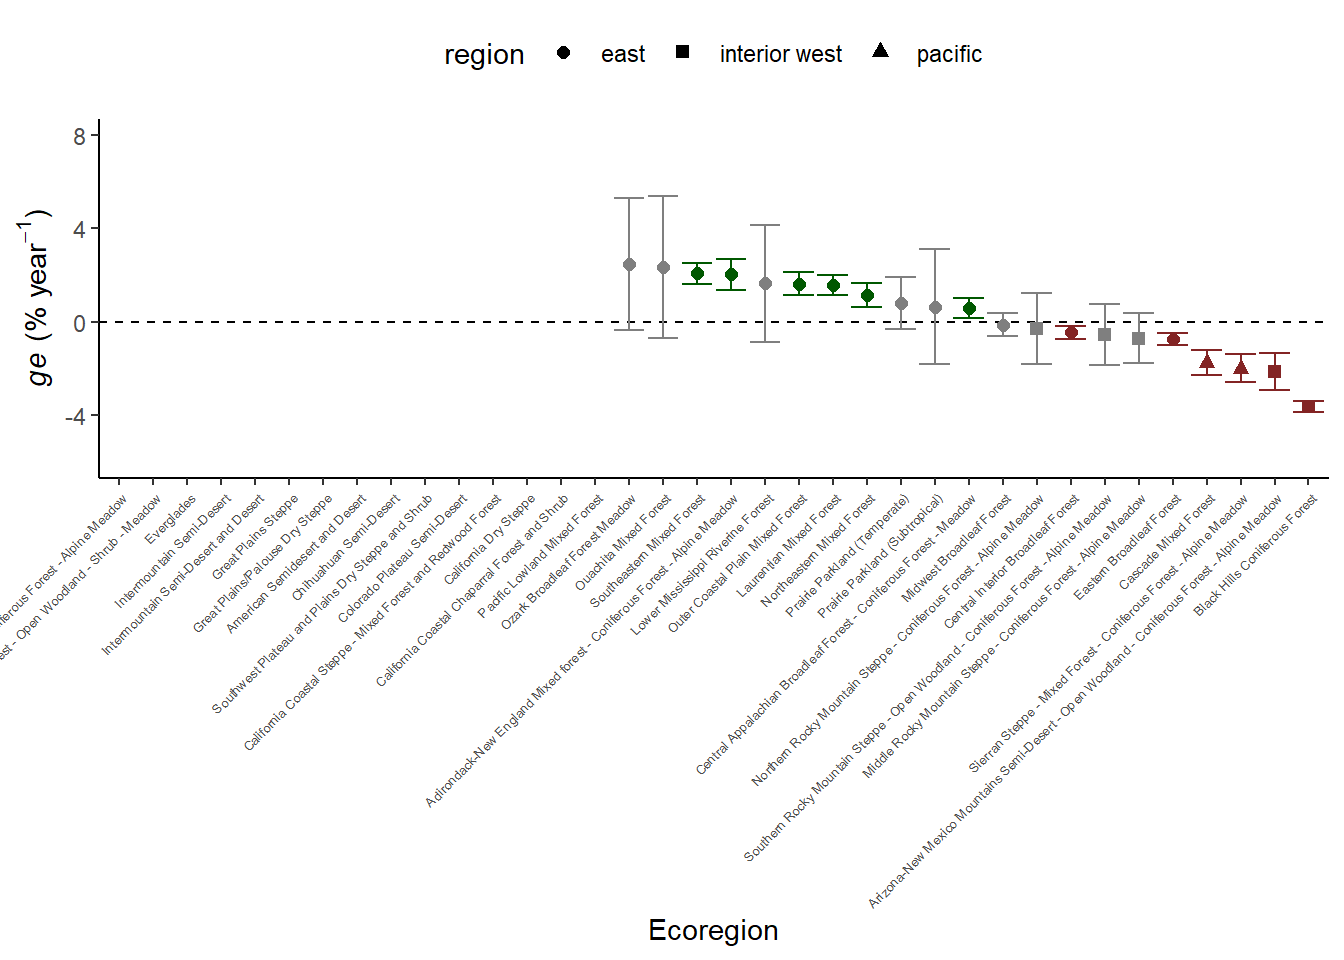 region east interior west pacific
ge (% year−1)
8
4
0
-4
iferous Forest - Alpine Meadow
est - Open Woodland - Shrub - Meadow
Everglades
Intermountain Semi-Desert
Intermountain Semi-Desert and Desert
Great Plains Steppe
Great Plains/Palouse Dry Steppe
American Semidesert and Desert
Chihuahuan Semi-Desert
Southwest Plateau and Plains Dry Steppe and Shrub
Colorado Plateau Semi-Desert
California Coastal Steppe - Mixed Forest and Redwood Forest
California Dry Steppe
California Coastal Chaparral Forest and Shrub
Pacific Lowland Mixed Forest
Ozark Broadleaf Forest Meadow
Ouachita Mixed Forest
Southeastern Mixed Forest
Adirondack-New England Mixed forest - Coniferous Forest - Alpine Meadow
Lower Mississippi Riverine Forest
Outer Coastal Plain Mixed Forest
Laurentian Mixed Forest
Northeastern Mixed Forest
Prairie Parkland (Temperate)
Prairie Parkland (Subtropical)
Central Appalachian Broadleaf Forest - Coniferous Forest - Meadow
Midwest Broadleaf Forest
Northern Rocky Mountain Steppe - Coniferous Forest - Alpine Meadow
Central Interior Broadleaf Forest
Southern Rocky Mountain Steppe - Open Woodland - Coniferous Forest - Alpine Meadow
Middle Rocky Mountain Steppe - Coniferous Forest - Alpine Meadow
Eastern Broadleaf Forest
Cascade Mixed Forest
Sierran Steppe - Mixed Forest - Coniferous Forest - Alpine Meadow
Arizona-New Mexico Mountains Semi-Desert - Open Woodland - Coniferous Forest - Alpine Meadow
Black Hills Coniferous Forest
Ecoregion